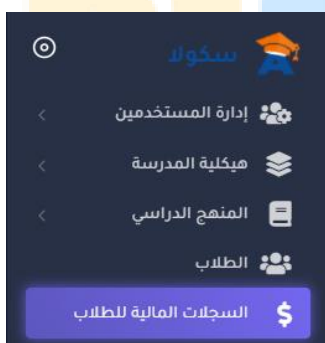 سكولا
إدارة المستخدمين
هيكلية المدرسة
المنهج الدراسي
الطلاب
السجلات المالية للطلاب